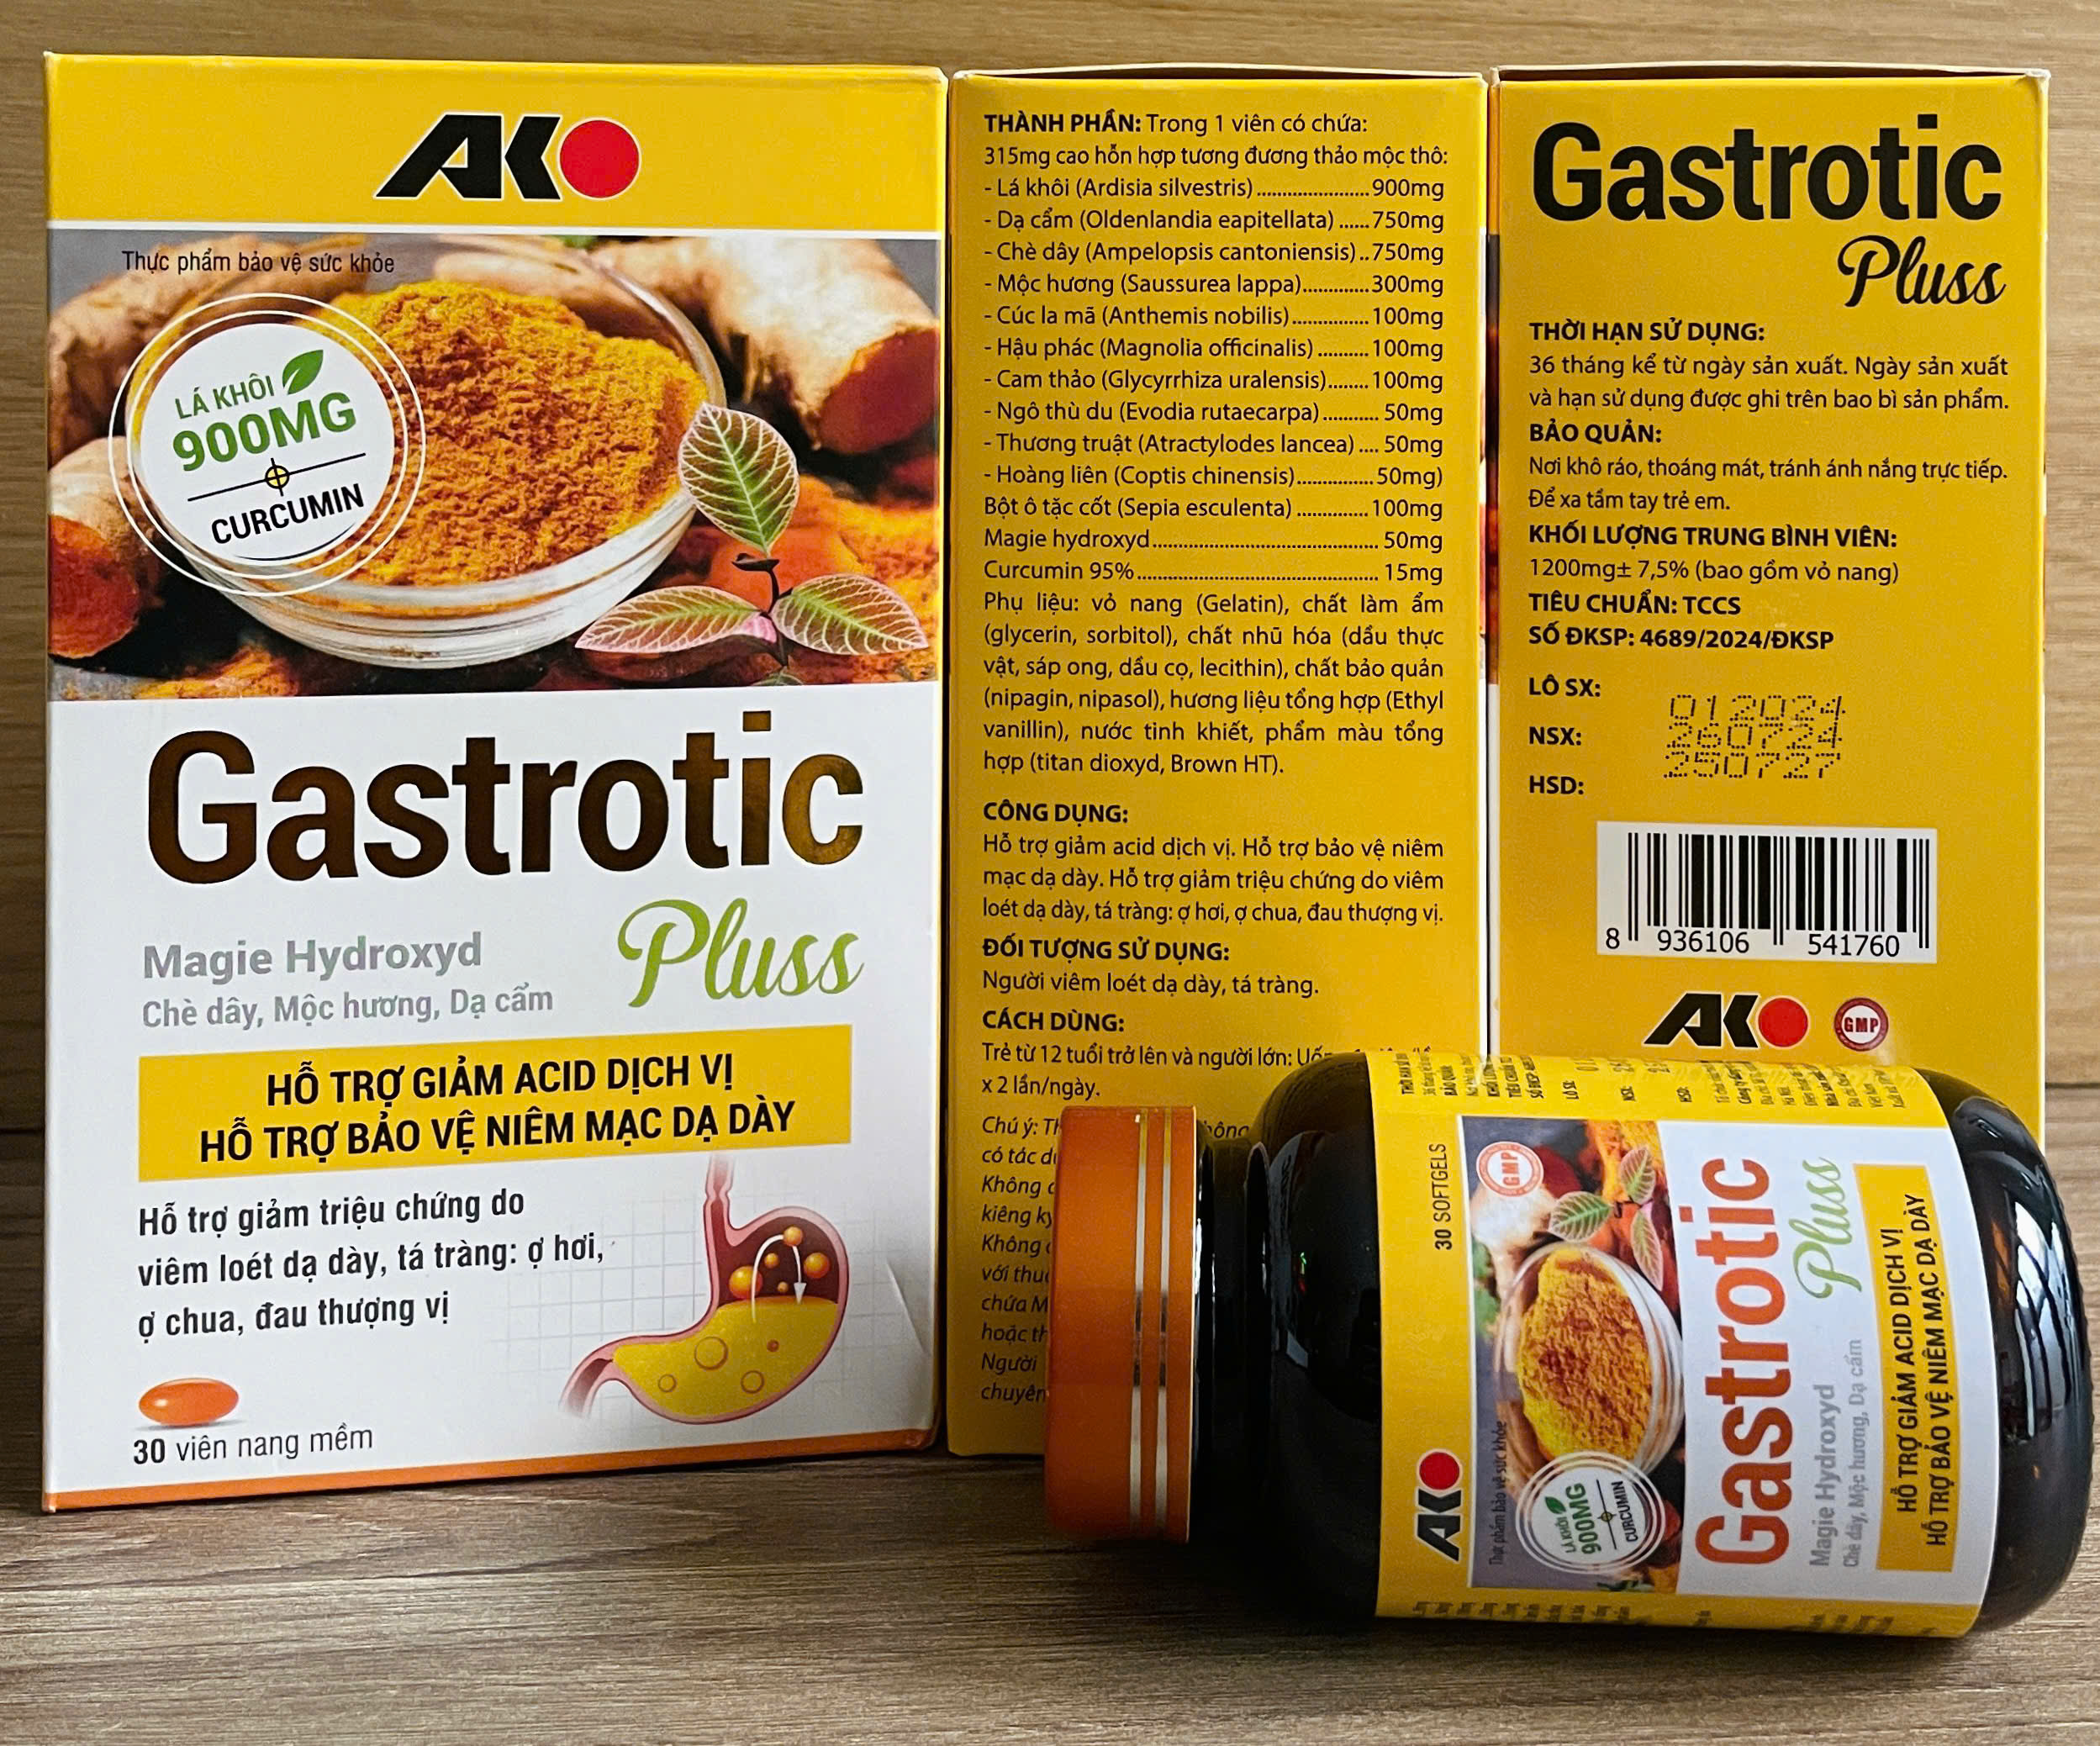 AKO
Thực phẩm bảo vệ sức khỏe
LÁ KHÔI
900MG
CURCUMIN
Gastrotic
Pluss
Magie Hydroxyd
Chè dây, Mộc hương, Dạ cẩm
HỖ TRỢ GIẢM ACID DỊCH VỊ
HỖ TRỢ BẢO VỆ NIÊM MẠC DẠ DÀY
Hỗ trợ giảm triệu chứng do
viêm loét dạ dày, tá tràng: ợ hơi,
ợ chua, đau thượng vị
30 viên nang mềm
THÀNH PHẦN: Trong 1 viên có chứa:
315mg cao hỗn hợp tương đương thảo mộc thô:
- Lá khôi (Ardisia silvestris)......................900mg
- Dạ cẩm (Oldenlandia eapitellata)......750mg
- Chè dây (Ampelopsis cantoniensis)..750mg
- Mộc hương (Saussurea lappa).............300mg
- Cúc la mã (Anthemis nobilis)...............100mg
- Hậu phác (Magnolia officinalis)..........100mg
- Cam thảo (Glycyrrhiza uralensis)........100mg
- Ngô thù du (Evodia rutaecarpa)........... 50mg
- Thương truật (Atractylodes lancea).... 50mg
- Hoàng liên (Coptis chinensis)...............50mg)
Bột ô tặc cốt (Sepia esculenta)..............100mg
Magie hydroxyd............................................ 50mg
Curcumin 95%............................................... 15mg
Phụ liệu: vỏ nang (Gelatin), chất làm ẩm
(glycerin, sorbitol), chất nhũ hóa (dầu thực
vật, sáp ong, dầu cọ, lecithin), chất bảo quản
(nipagin, nipasol), hương liệu tổng hợp (Ethyl
vanillin), nước tinh khiết, phẩm màu tổng
hợp (titan dioxyd, Brown HT).
CÔNG DỤNG:
Hỗ trợ giảm acid dịch vị. Hỗ trợ bảo vệ niêm
mạc dạ dày. Hỗ trợ giảm triệu chứng do viêm
loét dạ dày, tá tràng: ợ hơi, ợ chua, đau thượng vị.
ĐỐI TƯỢNG SỬ DỤNG:
Người viêm loét dạ dày, tá tràng.
CÁCH DÙNG:
Trẻ từ 12 tuổi trở lên và người lớn:
x 2 lần/ngày.
Chú ý:
có tác
Không
kiêng
Không
với
chứa
hoặc
Người
Gastrotic
Pluss
THỜI HẠN SỬ DỤNG:
36 tháng kể từ ngày sản xuất. Ngày sản xuất
và hạn sử dụng được ghi trên bao bì sản phẩm.
BẢO QUẢN:
Nơi khô ráo, thoáng mát, tránh ánh nắng trực tiếp.
Để xa tầm tay trẻ em.
KHỐI LƯỢNG TRUNG BÌNH VIÊN:
1200mg± 7,5% (bao gồm vỏ nang)
TIÊU CHUẨN: TCCS
SỐ ĐKSP: 4689/2024/ĐKSP
LÔ SX: 012024
NSX: 260724
HSD: 250727
8 936106 541760
AKO
GMP
30 SOFTGELS
GMP
AKO
Thực phẩm bảo vệ sức khỏe
LÁ KHÔI
900MG
CURCUMIN
Gastrotic
Pluss
Magie Hydroxyd
Chè dây, Mộc hương, Dạ cẩm
HỖ TRỢ GIẢM ACID DỊCH VỊ
HỖ TRỢ BẢO VỆ NIÊM MẠC DẠ DÀY